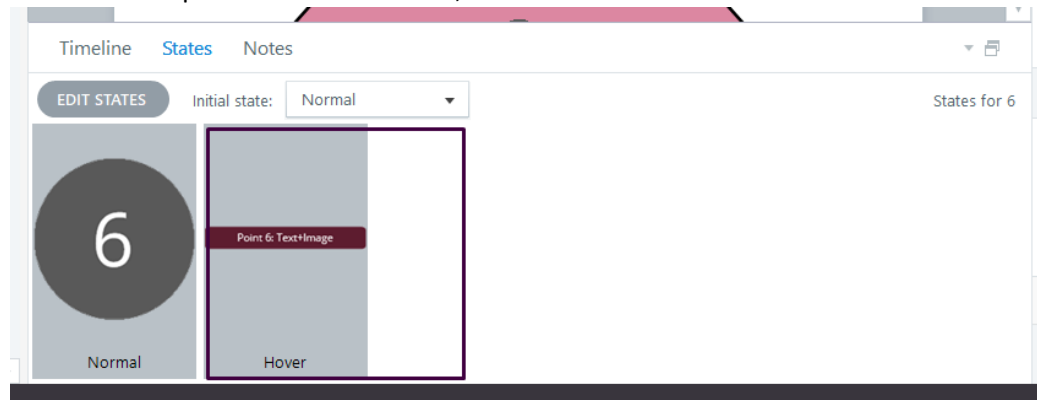 Timeline States Notes
EDIT STATES Initial state: Normal States for 6
6
Point 6: Text+Image
Normal Hover